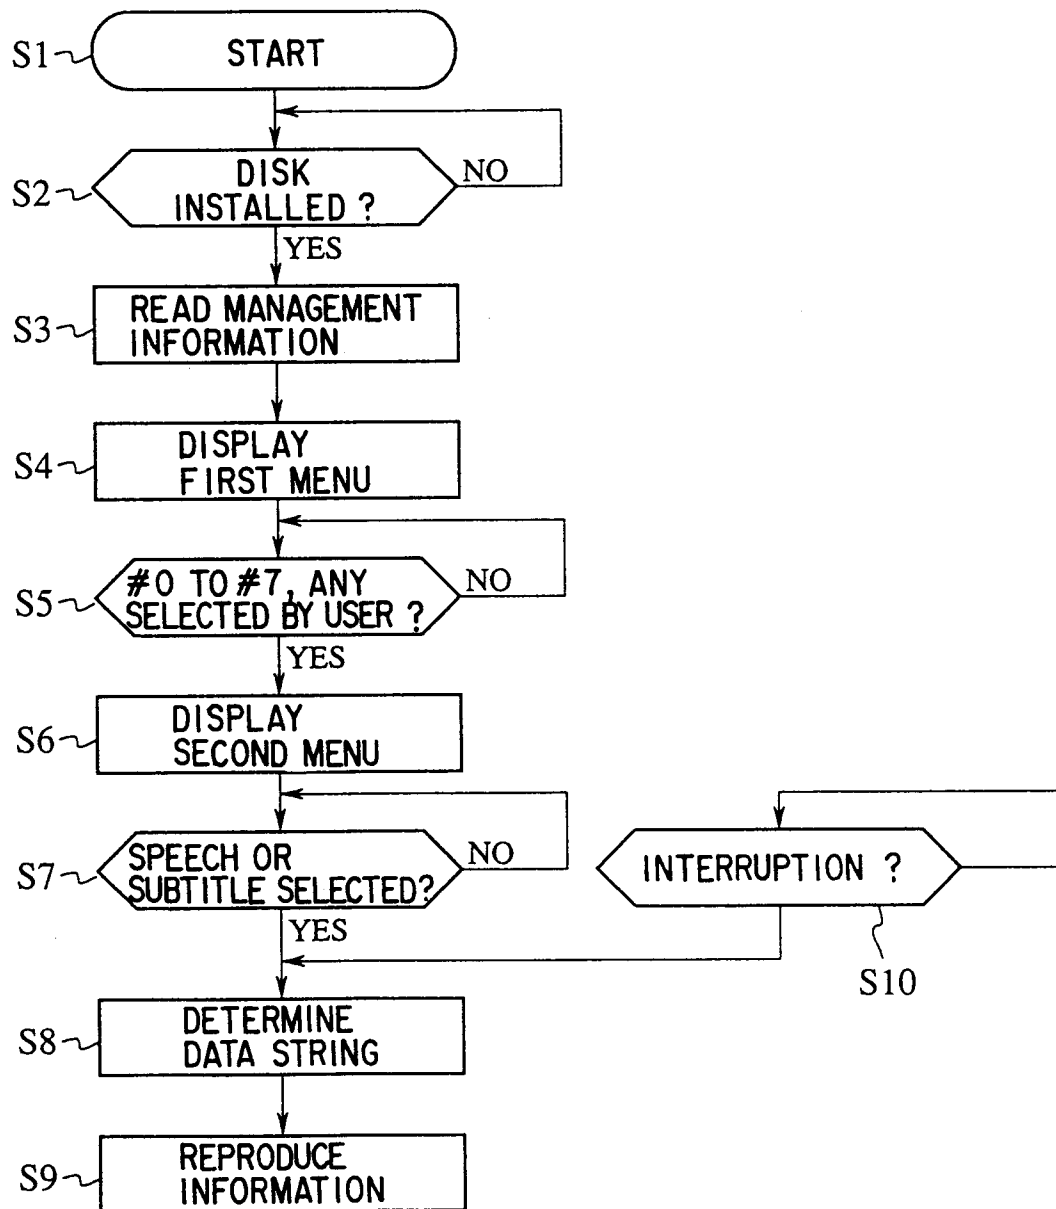 S1
START
S2
DISK
INSTALLED ?
NO
YES
S3
READ MANAGEMENT
INFORMATION
S4
DISPLAY
FIRST MENU
S5
#0 TO #7, ANY
SELECTED BY USER ?
NO
YES
S6
DISPLAY
SECOND MENU
S7
SPEECH OR
SUBTITLE SELECTED?
NO
YES
INTERRUPTION ?
S10
S8
DETERMINE
DATA STRING
S9
REPRODUCE
INFORMATION